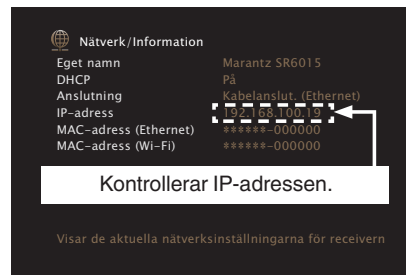 Nätverk/Information
Eget namn Marantz SR6015
DHCP På
Anslutning Kabelanslut. (Ethernet)
IP-adress 192.168.100.19
MAC-adress (Ethernet) ******-000000
MAC-adress (Wi-Fi) ******-000000
Kontrollerar IP-adressen.
Visar de aktuella nätverksinställningarna för receivern